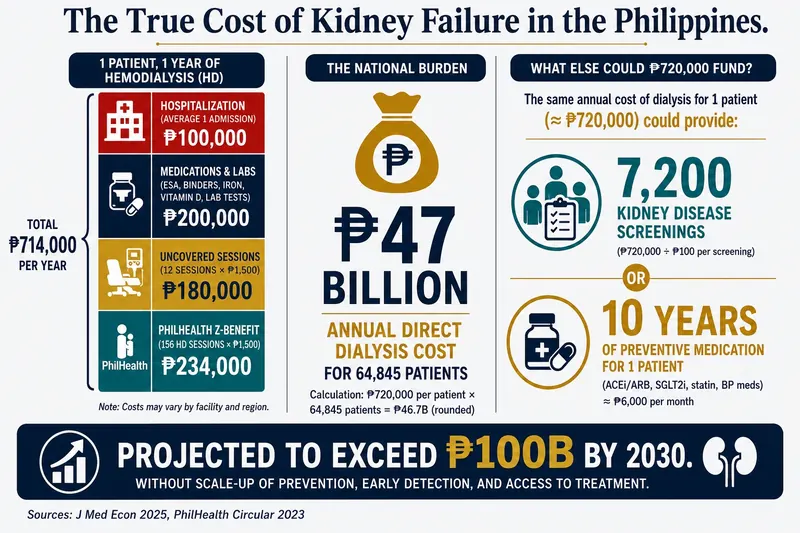 The True Cost of Kidney Failure in the Philippines.
1 PATIENT, 1 YEAR OF
HEMODIALYSIS (HD)
TOTAL
₱714,000
PER YEAR
HOSPITALIZATION
(AVERAGE 1 ADMISSION)
₱100,000
MEDICATIONS & LABS
(ESA, BINDERS, IRON,
VITAMIN D, LAB TESTS)
₱200,000
UNCOVERED SESSIONS
(12 SESSIONS × ₱1,500)
₱180,000
PhilHealth
PHILHEALTH Z-BENEFIT
(156 HD SESSIONS × ₱1,500)
₱234,000
Note: Costs may vary by facility and region.
THE NATIONAL BURDEN
₱
₱47
BILLION
ANNUAL DIRECT
DIALYSIS COST
FOR 64,845 PATIENTS
Calculation: ₱720,000 per patient ×
64,845 patients = ₱46.7B (rounded)
WHAT ELSE COULD ₱720,000 FUND?
The same annual cost of dialysis for 1 patient
(≈ ₱720,000) could provide:
7,200
KIDNEY DISEASE
SCREENINGS
(₱720,000 ÷ ₱100 per screening)
OR
10 YEARS
OF PREVENTIVE MEDICATION
FOR 1 PATIENT
(ACEi/ARB, SGLT2i, statin, BP meds)
≈ ₱6,000 per month
PROJECTED TO EXCEED ₱100B BY 2030.
WITHOUT SCALE-UP OF PREVENTION, EARLY DETECTION, AND ACCESS TO TREATMENT.
Sources: J Med Econ 2025, PhilHealth Circular 2023